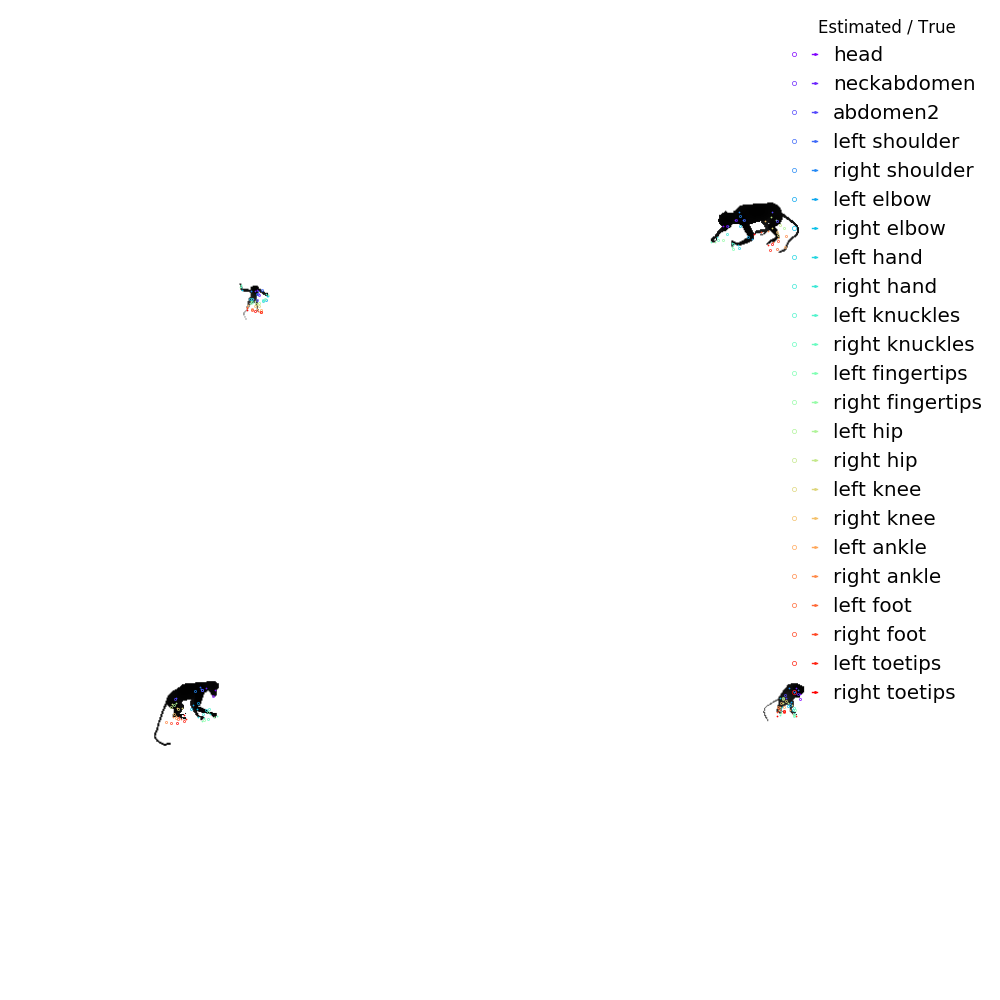 Estimated / True
head
neckabdomen
abdomen2
left shoulder
right shoulder
left elbow
right elbow
left hand
right hand
left knuckles
right knuckles
left fingertips
right fingertips
left hip
right hip
left knee
right knee
left ankle
right ankle
left foot
right foot
left toetips
right toetips